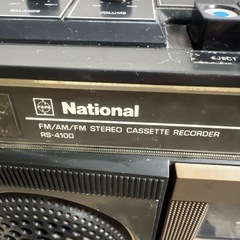 VOLUME
EJECT
National
FM/AM/FM STEREO CASSETTE RECORDER
RS-4100